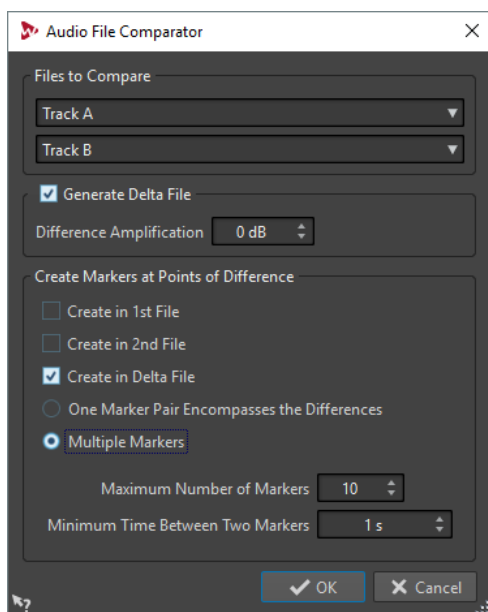 Audio File Comparator
Files to Compare
Track A
Track B
Generate Delta File
Difference Amplification 0 dB
Create Markers at Points of Difference
Create in 1st File
Create in 2nd File
Create in Delta File
One Marker Pair Encompasses the Differences
Multiple Markers
Maximum Number of Markers 10
Minimum Time Between Two Markers 1 s
OK Cancel
?